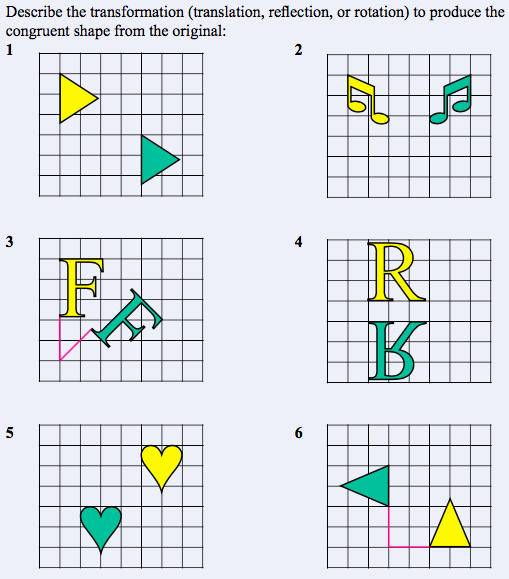 Describe the transformation (translation, reflection, or rotation) to produce the
congruent shape from the original:
1
2
3
4
F
F
R
R
5
6